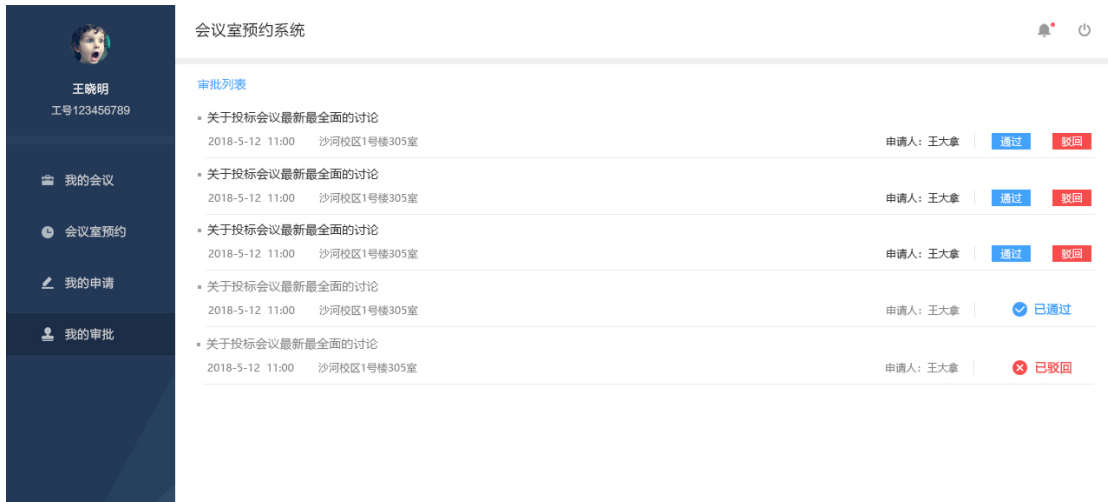 会议室预约系统
王晓明
工号123456789
我的会议
会议室预约
我的申请
我的审批
审批列表
关于投标会议最新最全面的讨论
2018-5-12 11:00 沙河校区1号楼305室 申请人：王大拿 通过 驳回
关于投标会议最新最全面的讨论
2018-5-12 11:00 沙河校区1号楼305室 申请人：王大拿 通过 驳回
关于投标会议最新最全面的讨论
2018-5-12 11:00 沙河校区1号楼305室 申请人：王大拿 通过 驳回
关于投标会议最新最全面的讨论
2018-5-12 11:00 沙河校区1号楼305室 申请人：王大拿 已通过
关于投标会议最新最全面的讨论
2018-5-12 11:00 沙河校区1号楼305室 申请人：王大拿 已驳回